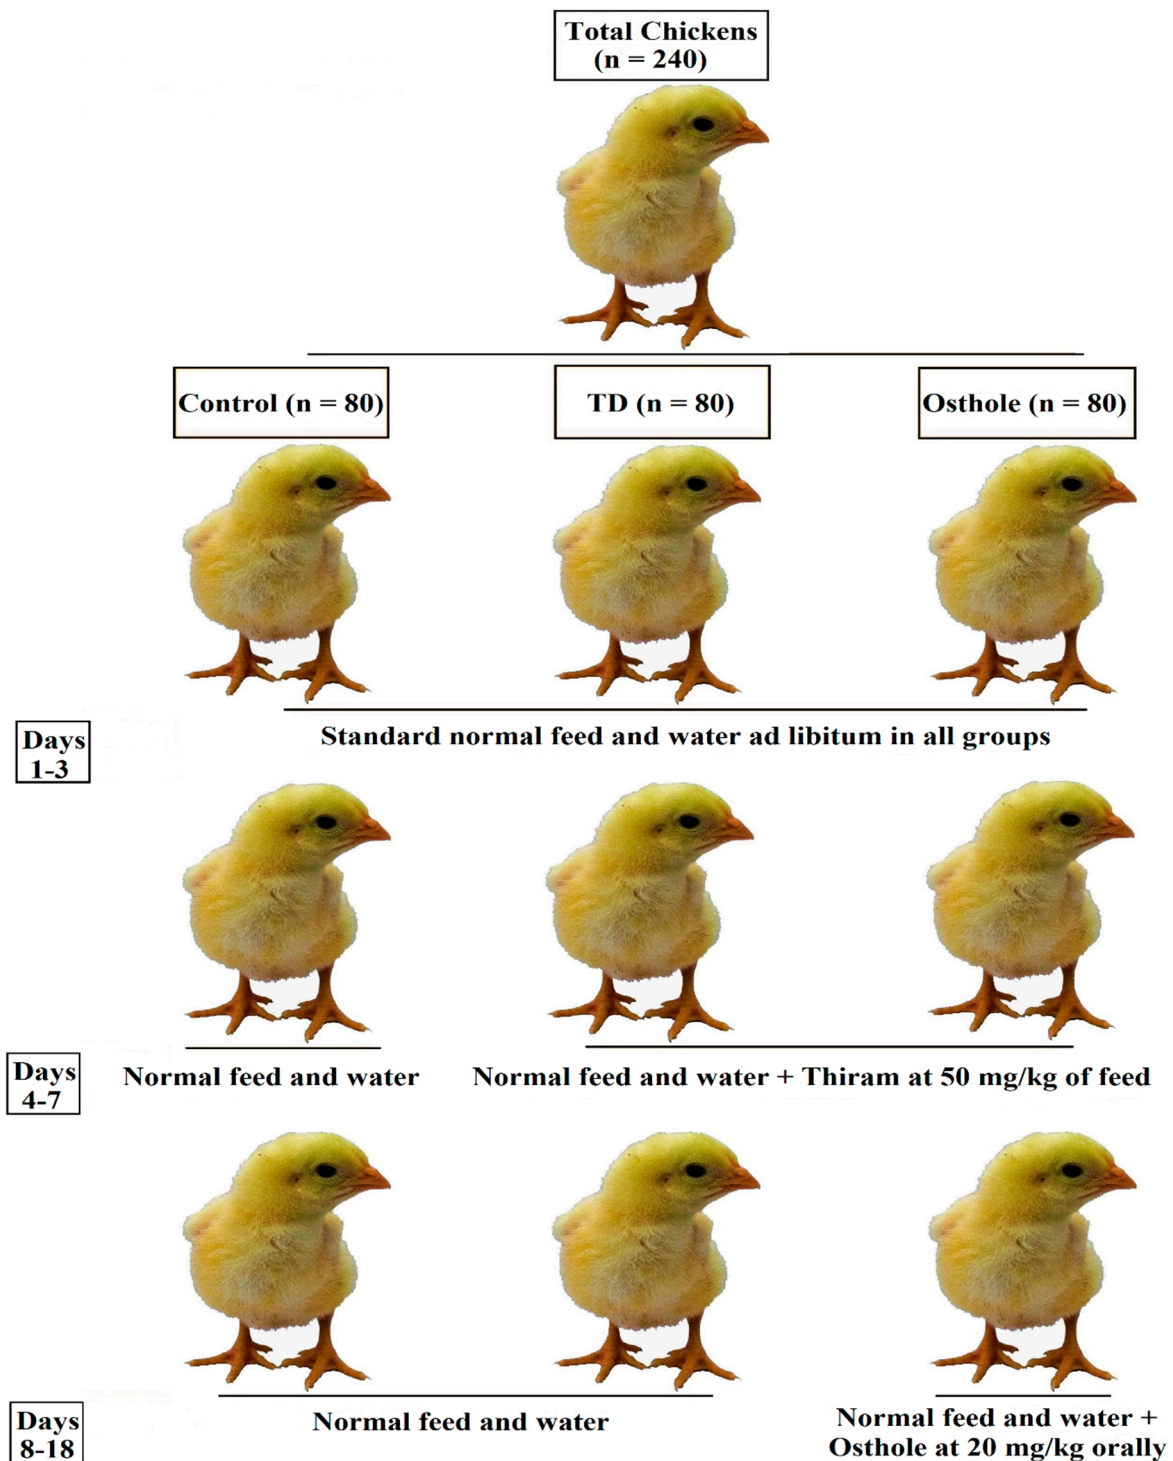 Total Chickens
(n = 240)
Control (n = 80)
TD (n = 80)
Osthole (n = 80)
Days
1-3
Standard normal feed and water ad libitum in all groups
Days
4-7
Normal feed and water
Normal feed and water + Thiram at 50 mg/kg of feed
Days
8-18
Normal feed and water
Normal feed and water +
Osthole at 20 mg/kg orally